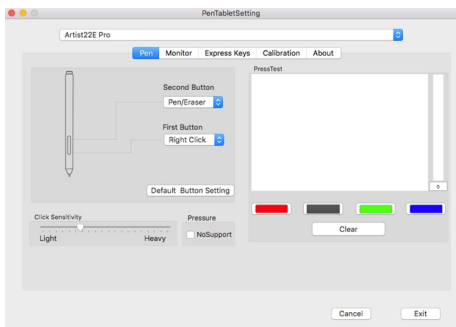 PenTabletSetting
Artist22E Pro
Pen Monitor Express Keys Calibration About
PressTest
Second Button
Pen/Eraser
First Button
Right Click
Default Button Setting
0
Click Sensitivity
Light Heavy
Pressure
NoSupport
Clear
Cancel Exit